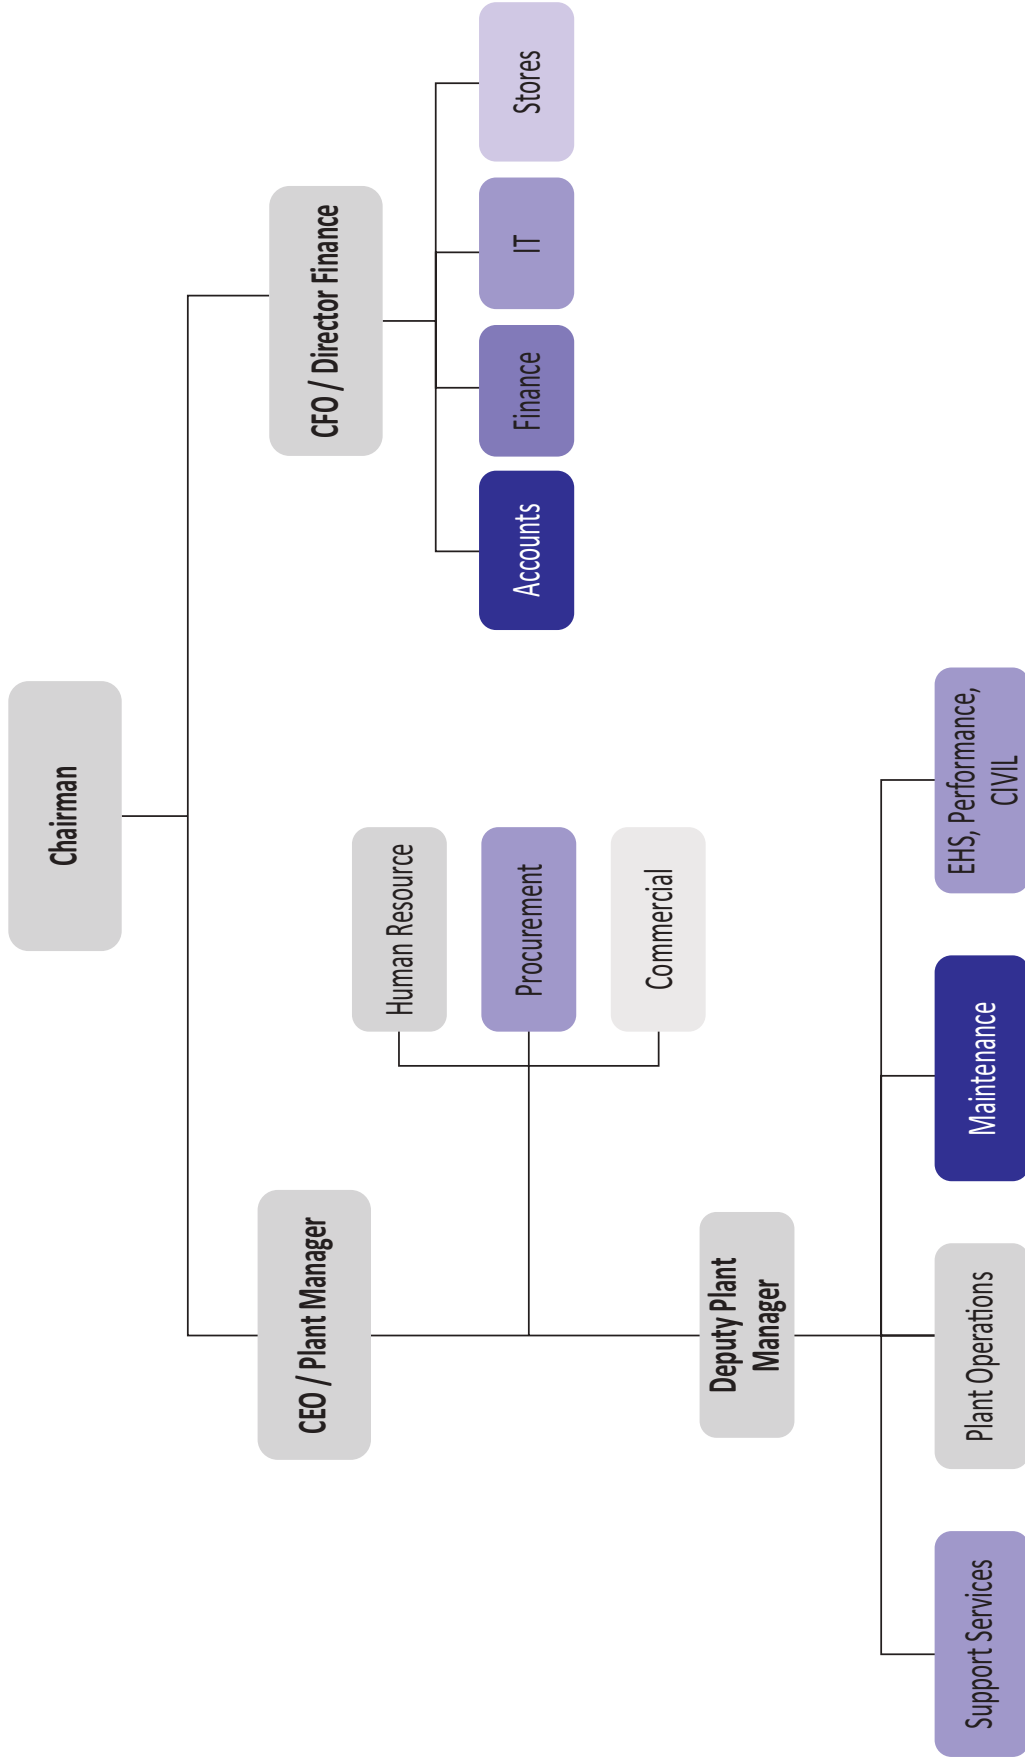 Chairman
CEO / Plant Manager
CFO / Director Finance
Human Resource
Procurement
Commercial
Accounts
Finance
IT
Stores
Deputy Plant
Manager
Support Services
Plant Operations
Maintenance
EHS, Performance,
CIVIL